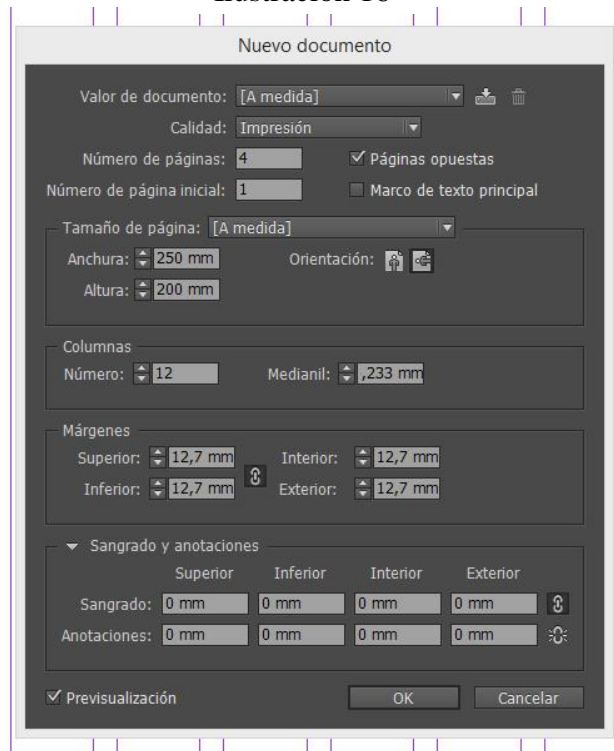 Nuevo documento
Valor de documento: [A medida]
Calidad: Impresión
Número de páginas: 4 Páginas opuestas
Número de página inicial: 1 Marco de texto principal
Tamaño de página: [A medida]
Anchura: 250 mm Orientación:
Altura: 200 mm
Columnas
Número: 12 Medianil: ,233 mm
Márgenes
Superior: 12,7 mm Interior: 12,7 mm
Inferior: 12,7 mm Exterior: 12,7 mm
Sangrado y anotaciones
Superior Inferior Interior Exterior
Sangrado: 0 mm 0 mm 0 mm 0 mm
Anotaciones: 0 mm 0 mm 0 mm 0 mm
Previsualización OK Cancelar